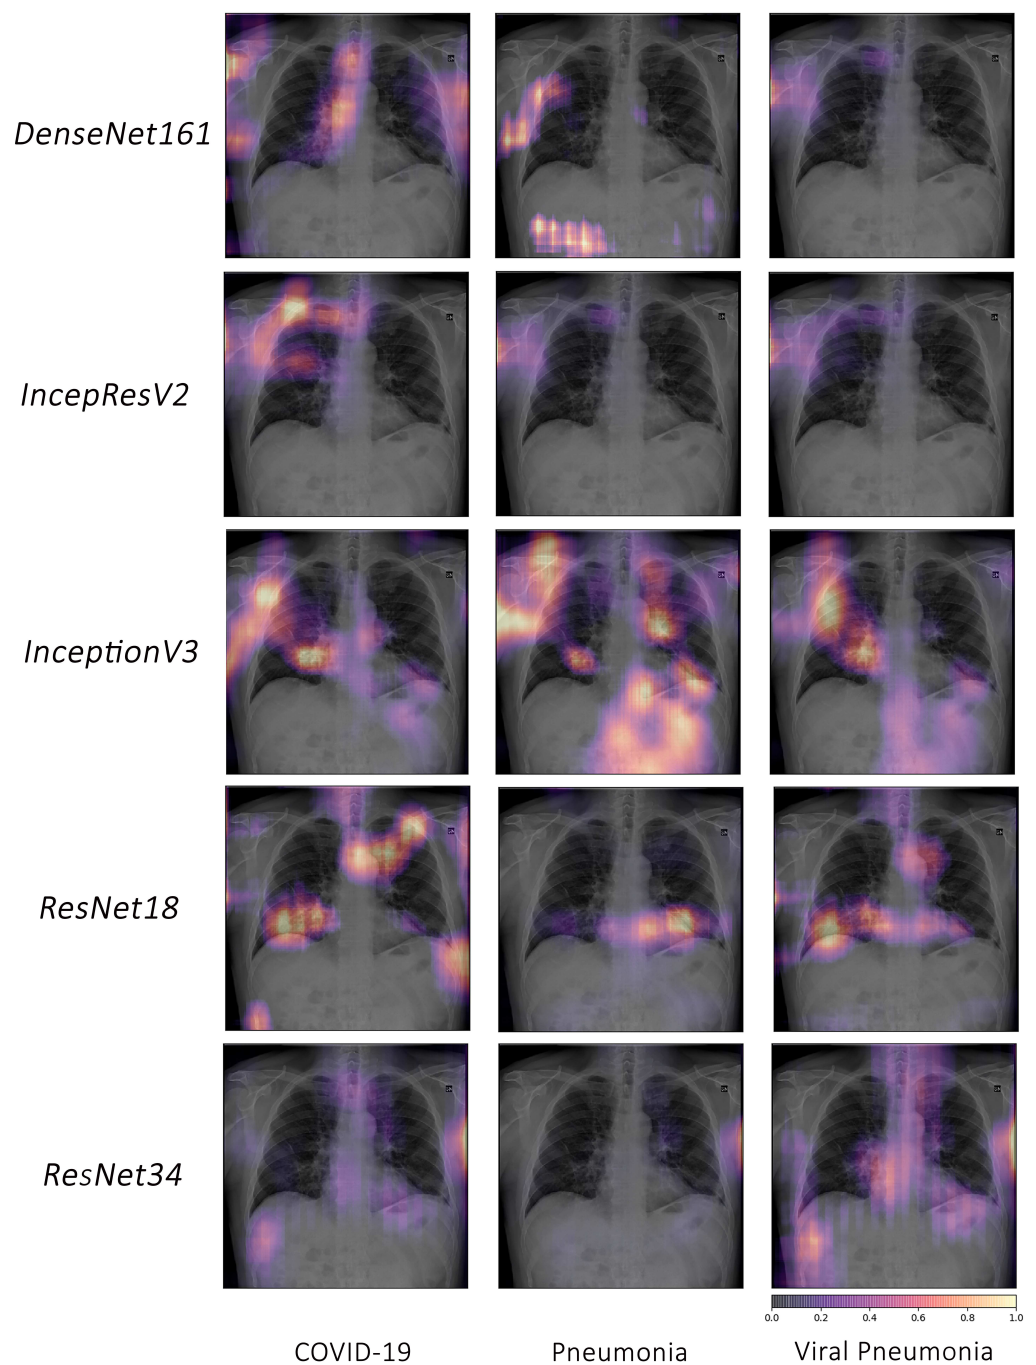 DenseNet161
IncepResV2
InceptionV3
ResNet18
ResNet34
0.0 0.2 0.4 0.6 0.8 1.0
COVID-19 Pneumonia Viral Pneumonia